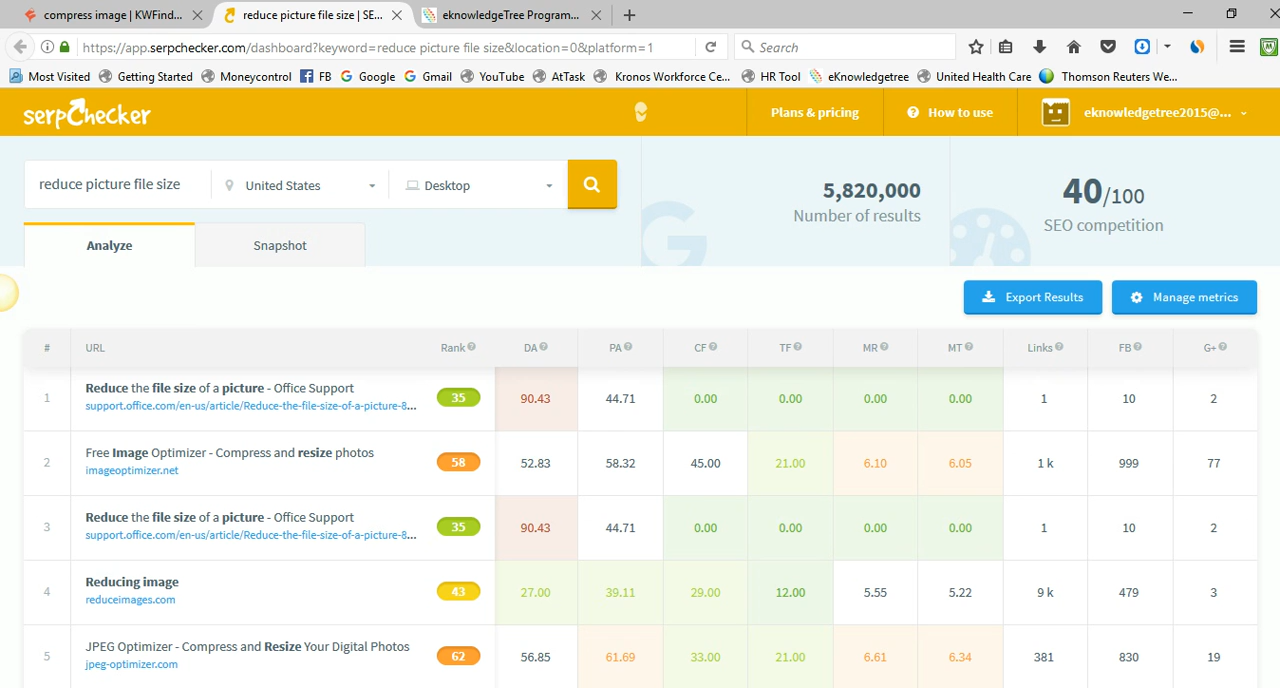 compress image | KWFind...
reduce picture file size | SE...
eknowledgeTree Program...
https://app.serpchecker.com/dashboard?keyword=reduce picture file size&location=0&platform=1
Search
Most Visited Getting Started Moneycontrol FB Google Gmail YouTube AtTask Kronos Workforce Ce... HR Tool eKnowledgetree United Health Care Thomson Reuters We...
serpChecker
Plans & pricing
How to use
eknowledgetree2015@...
reduce picture file size
United States
Desktop
5,820,000
Number of results
40/100
SEO competition
Analyze
Snapshot
Export Results
Manage metrics
# URL Rank DA PA CF TF MR MT Links FB G+
1 Reduce the file size of a picture - Office Support 35 90.43 44.71 0.00 0.00 0.00 0.00 1 10 2
support.office.com/en-us/article/Reduce-the-file-size-of-a-picture-8...
2 Free Image Optimizer - Compress and resize photos 58 52.83 58.32 45.00 21.00 6.10 6.05 1 k 999 77
imageoptimizer.net
3 Reduce the file size of a picture - Office Support 35 90.43 44.71 0.00 0.00 0.00 0.00 1 10 2
support.office.com/en-us/article/Reduce-the-file-size-of-a-picture-8...
4 Reducing image 43 27.00 39.11 29.00 12.00 5.55 5.22 9 k 479 3
reduceimages.com
5 JPEG Optimizer - Compress and Resize Your Digital Photos 62 56.85 61.69 33.00 21.00 6.61 6.34 381 830 19
jpeg-optimizer.com